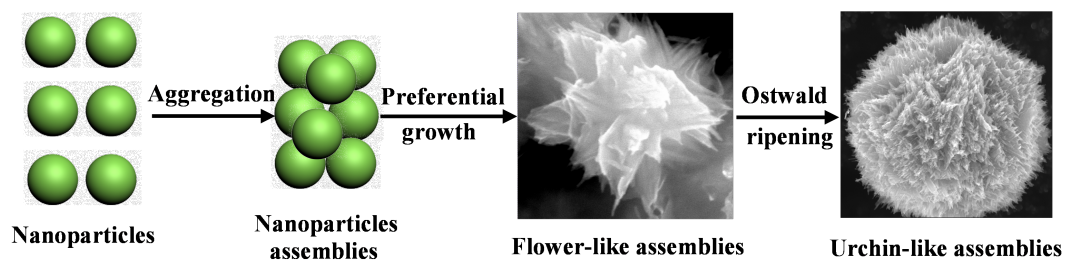 Aggregation
Preferential
growth
Ostwald
ripening
Nanoparticles
Nanoparticles
assemblies
Flower-like assemblies
Urchin-like assemblies